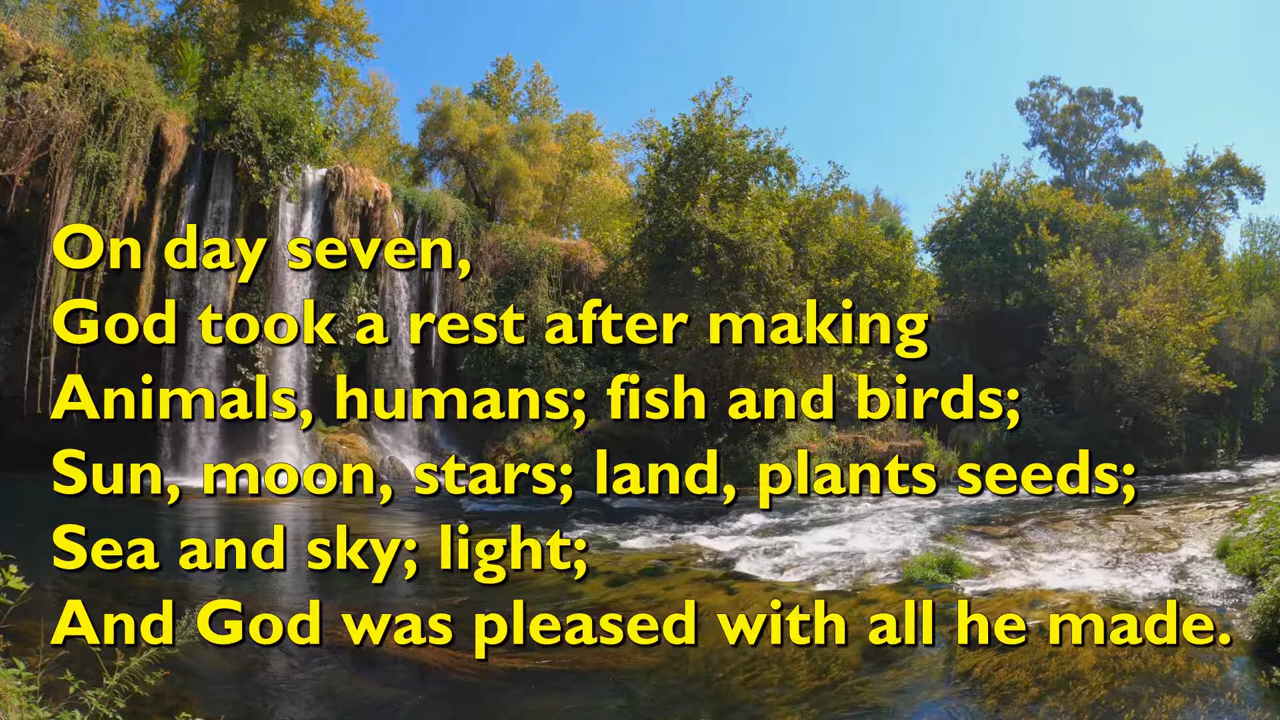 On day seven,
God took a rest after making
Animals, humans; fish and birds;
Sun, moon, stars; land, plants seeds;
Sea and sky; light;
And God was pleased with all he made.